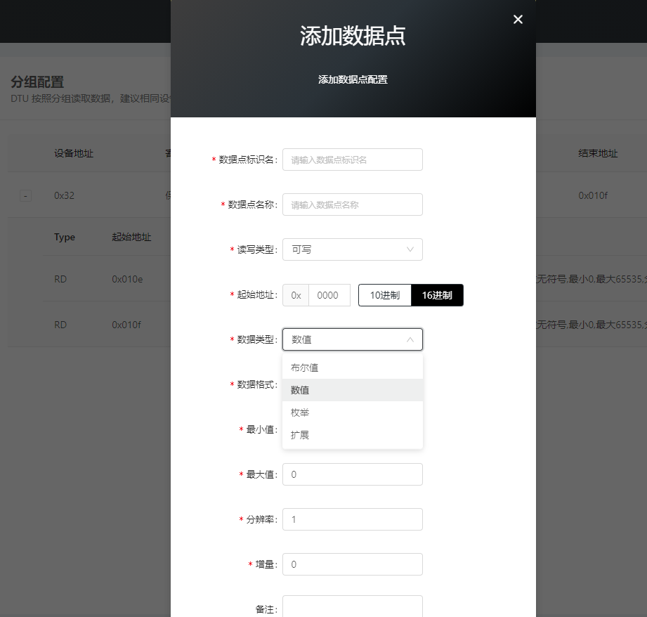 添加数据点
添加数据点配置
分组配置
DTU 按照分组读取数据，建议相同设
设备地址
结束地址
0x32
0x010f
Type
起始地址
RD
0x010e
无符号,最小0,最大65535,分
RD
0x010f
无符号,最小0,最大65535,分
* 数据点标识名:
请输入数据点标识名
* 数据点名称:
请输入数据点名称
* 读写类型:
可写
* 起始地址:
0x
0000
10进制
16进制
* 数据类型:
数值
布尔值
数值
枚举
扩展
* 数据格式:
* 最小值:
* 最大值:
0
* 分辨率:
1
* 增量:
0
备注: